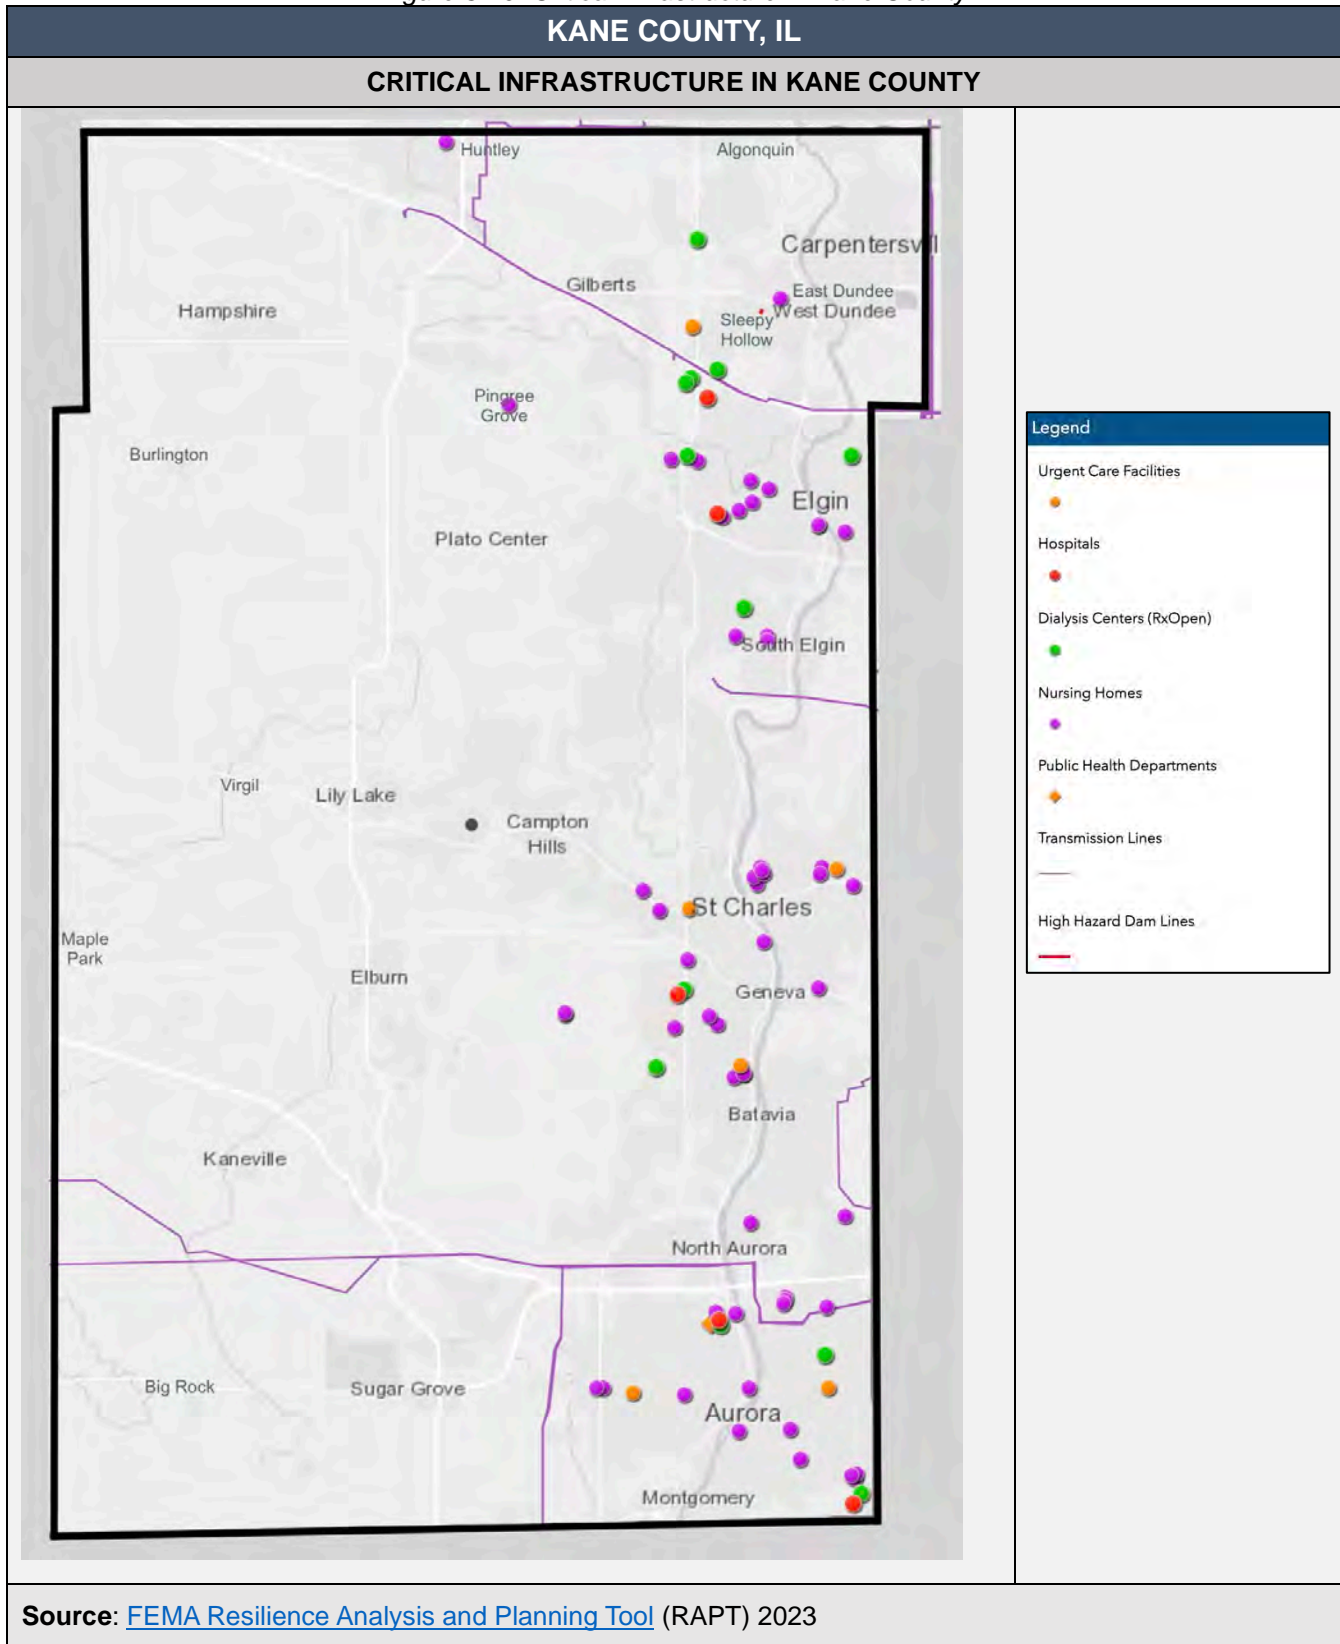 KANE COUNTY, IL
CRITICAL INFRASTRUCTURE IN KANE COUNTY
Huntley
Algonquin
Carpentersvil
Gilberts
East Dundee
West Dundee
Hampshire
Sleepy
Hollow
Pingree
Grove
Burlington
Elgin
Plato Center
South Elgin
Virgil
Lily Lake
Campton
Hills
St Charles
Maple
Park
Elburn
Geneva
Batavia
Kaneville
North Aurora
Big Rock
Sugar Grove
Aurora
Montgomery
Legend
Urgent Care Facilities
Hospitals
Dialysis Centers (RxOpen)
Nursing Homes
Public Health Departments
Transmission Lines
High Hazard Dam Lines
Source: FEMA Resilience Analysis and Planning Tool (RAPT) 2023